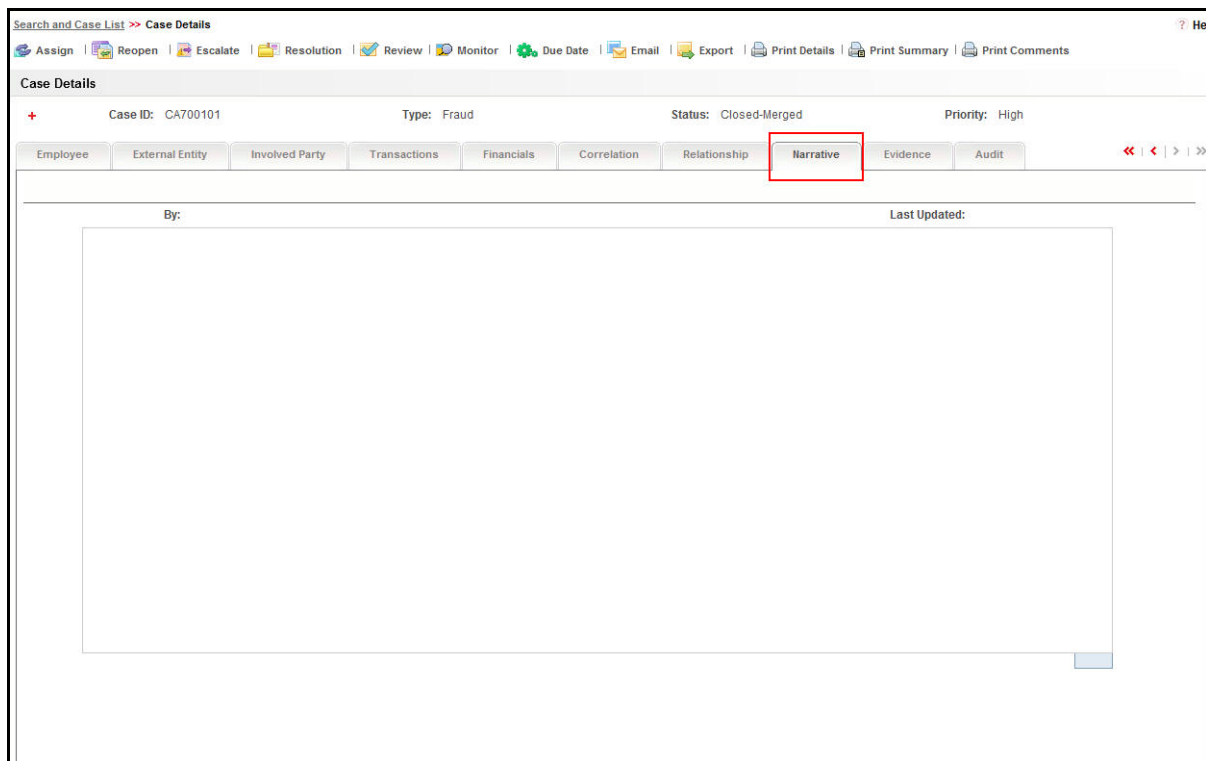 Search and Case List >> Case Details ? He
Assign | Reopen | Escalate | Resolution | Review | Monitor | Due Date | Email | Export | Print Details | Print Summary | Print Comments
Case Details
+ Case ID: CA700101 Type: Fraud Status: Closed-Merged Priority: High
Employee External Entity Involved Party Transactions Financials Correlation Relationship Narrative Evidence Audit « | < | > | »
By: Last Updated: